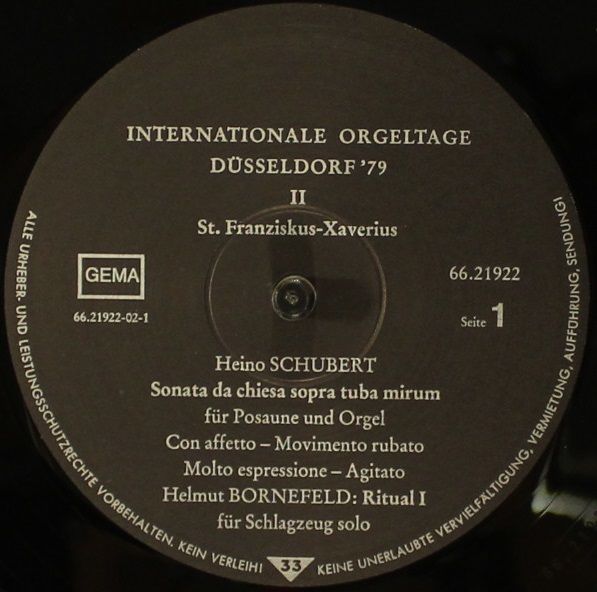 INTERNATIONALE ORGELTAGE
DÜSSELDORF '79
II
St. Franziskus-Xaverius
GEMA
66.21922-02-1
66.21922
Seite 1
Heino SCHUBERT
Sonata da chiesa sopra tuba mirum
für Posaune und Orgel
Con affetto – Movimento rubato
Molto espressione – Agitato
Helmut BORNEFELD: Ritual I
für Schlagzeug solo
33
ALLE URHEBER- UND LEISTUNGSSCHUTZRECHTE VORBEHALTEN. KEIN VERLEIH! KEINE UNERLAUBTE VERVIELFÄLTIGUNG, VERMIETUNG, AUFFÜHRUNG, SENDUNG!